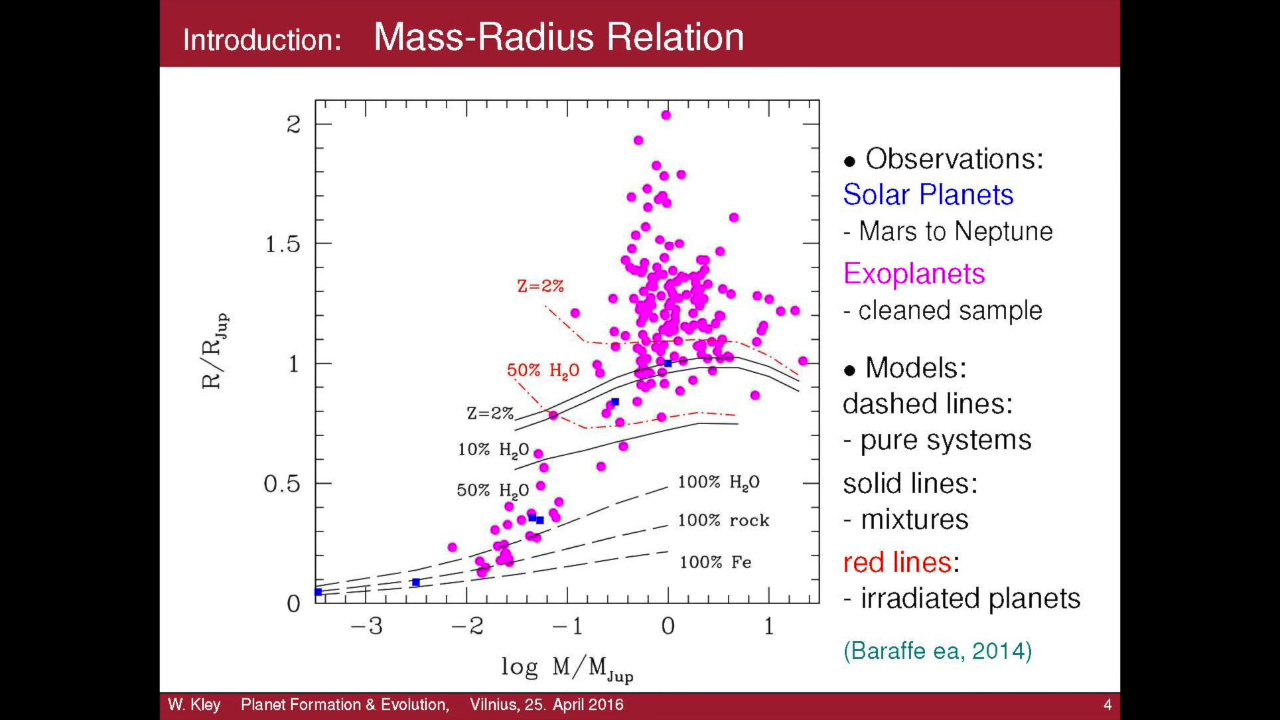 Introduction: Mass-Radius Relation
2
1.5
1
0.5
0
R/R_Jup
−3 −2 −1 0 1
log M/M_Jup
Z=2%
50% H₂O
Z=2%
10% H₂O
50% H₂O
100% H₂O
100% rock
100% Fe
● Observations:
Solar Planets
- Mars to Neptune
Exoplanets
- cleaned sample
● Models:
dashed lines:
- pure systems
solid lines:
- mixtures
red lines:
- irradiated planets
(Baraffe ea, 2014)
W. Kley Planet Formation & Evolution, Vilnius, 25. April 2016 4